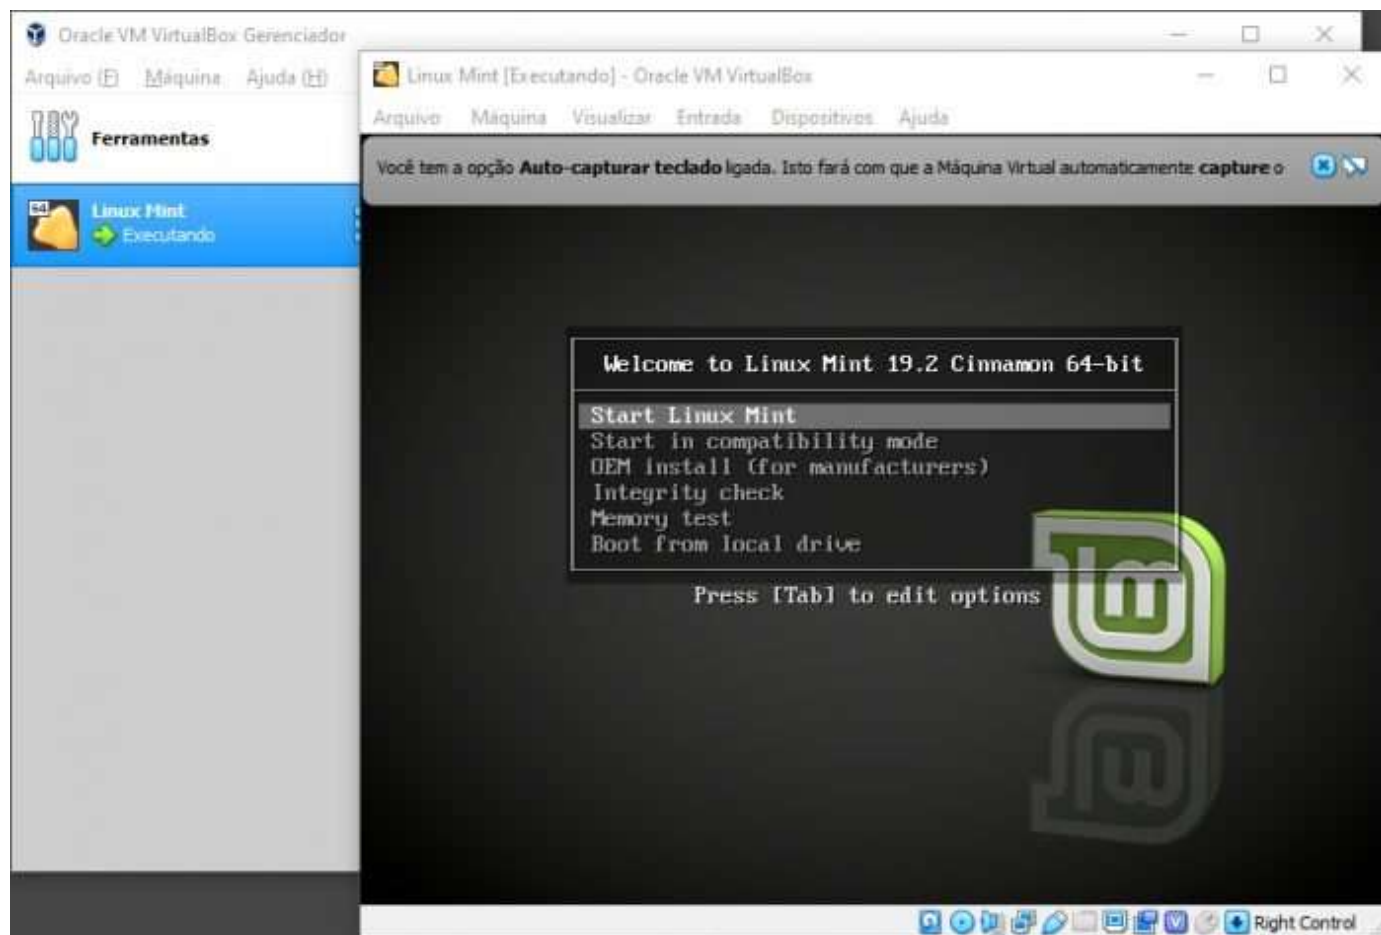 Oracle VM VirtualBox Gerenciador
Arquivo (F) Máquina Ajuda (H)
Ferramentas
64
Linux Mint
Executando
Linux Mint [Executando] - Oracle VM VirtualBox
Arquivo Máquina Visualizar Entrada Dispositivos Ajuda
Você tem a opção Auto-capturar teclado ligada. Isto fará com que a Máquina Virtual automaticamente capture o
Welcome to Linux Mint 19.2 Cinnamon 64-bit
Start Linux Mint
Start in compatibility mode
OEM install (for manufacturers)
Integrity check
Memory test
Boot from local drive
Press [Tab] to edit options
lm
Right Control